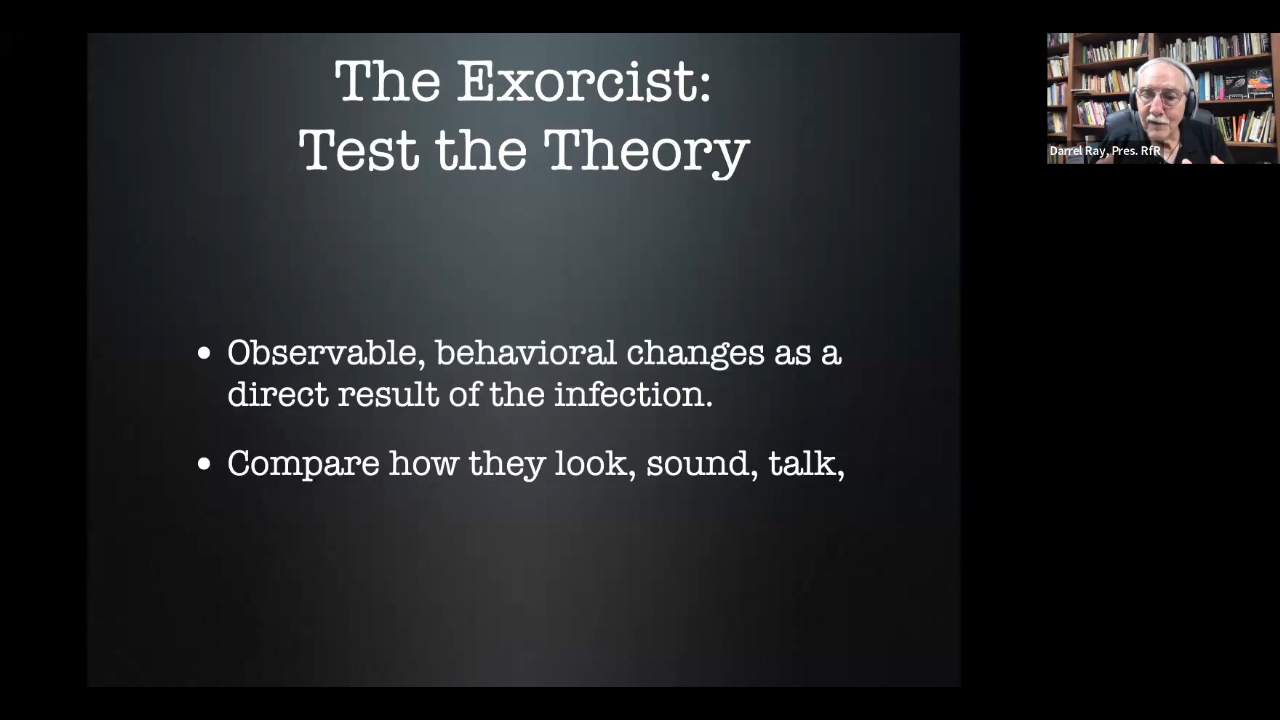 The Exorcist:
Test the Theory
• Observable, behavioral changes as a
direct result of the infection.
• Compare how they look, sound, talk,
Darrel Ray, Pres. RfR